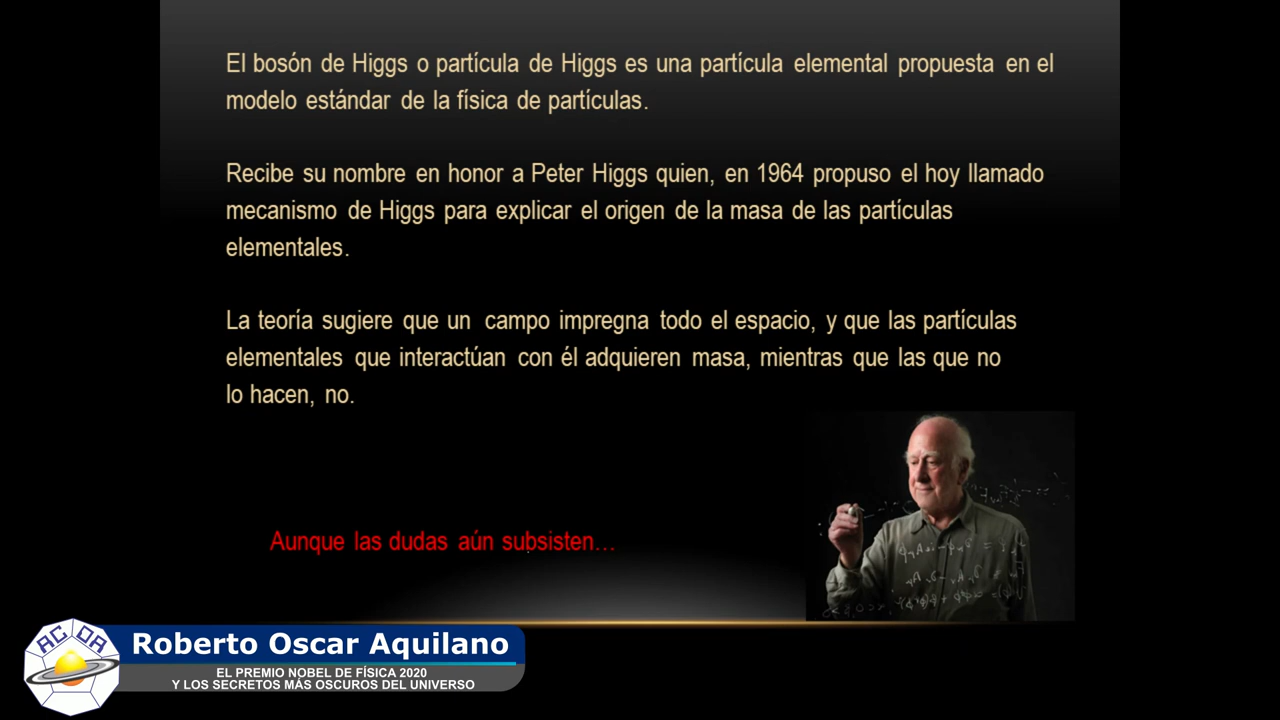 El bosón de Higgs o partícula de Higgs es una partícula elemental propuesta en el
modelo estándar de la física de partículas.
Recibe su nombre en honor a Peter Higgs quien, en 1964 propuso el hoy llamado
mecanismo de Higgs para explicar el origen de la masa de las partículas
elementales.
La teoría sugiere que un campo impregna todo el espacio, y que las partículas
elementales que interactúan con él adquieren masa, mientras que las que no
lo hacen, no.
Aunque las dudas aún subsisten...
Roberto Oscar Aquilano
EL PREMIO NOBEL DE FÍSICA 2020
Y LOS SECRETOS MÁS OSCUROS DEL UNIVERSO